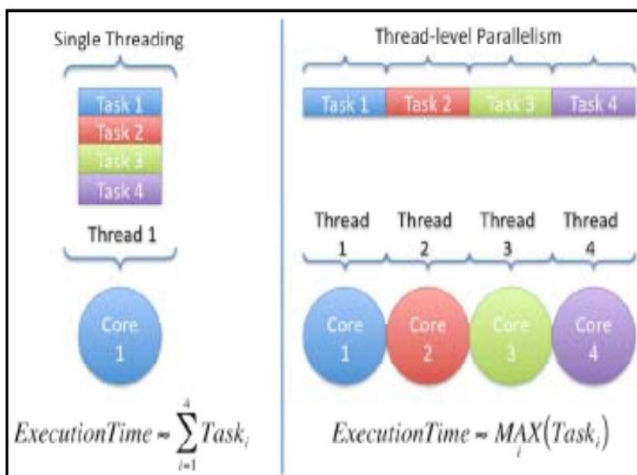 Single Threading
Task 1
Task 2
Task 3
Task 4
Thread 1
Core 1
ExecutionTime ≈ ∑_{i=1}^{4} Task_i
Thread-level Parallelism
Task 1 Task 2 Task 3 Task 4
Thread 1 Thread 2 Thread 3 Thread 4
Core 1 Core 2 Core 3 Core 4
ExecutionTime ≈ MAX_i(Task_i)